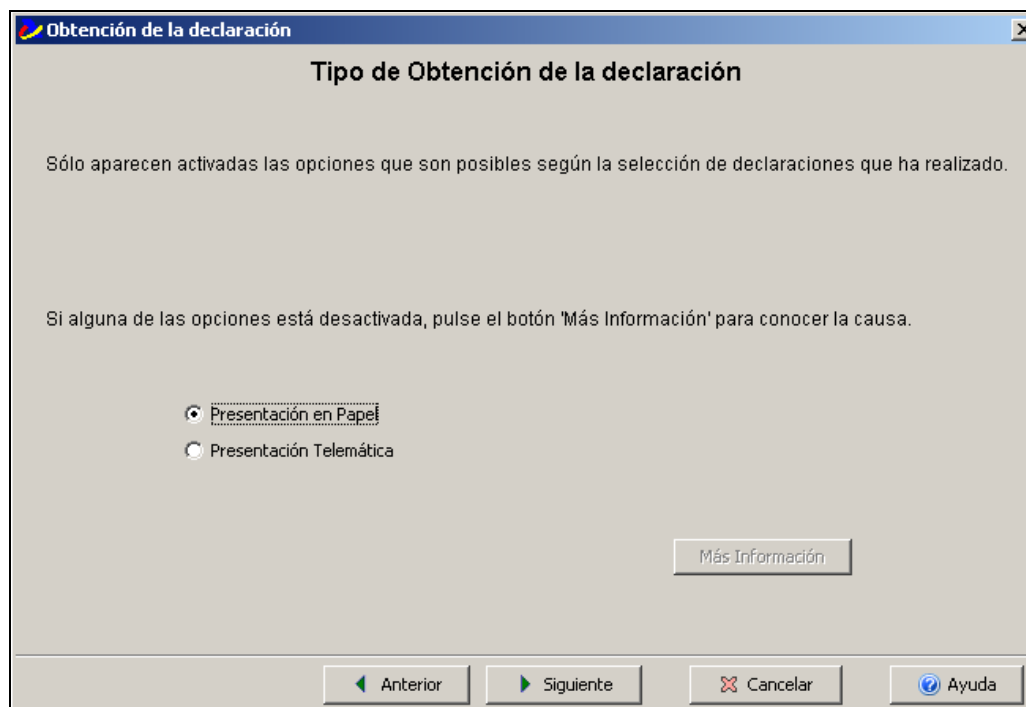 Obtención de la declaración
Tipo de Obtención de la declaración
Sólo aparecen activadas las opciones que son posibles según la selección de declaraciones que ha realizado.
Si alguna de las opciones está desactivada, pulse el botón 'Más Información' para conocer la causa.
Presentación en Papel
Presentación Telemática
Más Información
Anterior Siguiente Cancelar Ayuda